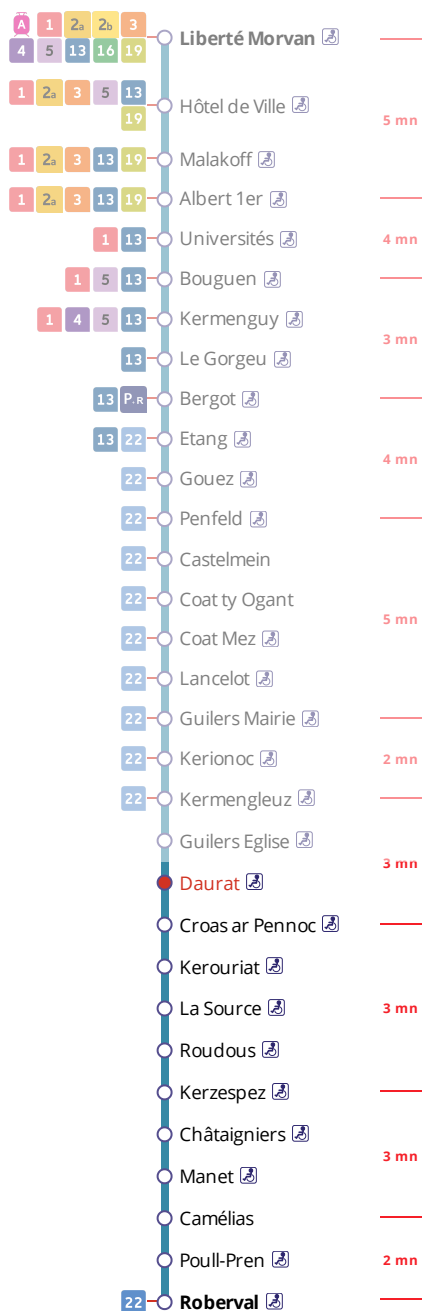 A 1 2a 2b 3
4 5 13 16 19 Liberté Morvan
1 2a 3 5 13
19 Hôtel de Ville
5 mn
1 2a 3 13 19 Malakoff
1 2a 3 13 19 Albert 1er
1 13 Universités 4 mn
1 5 13 Bouguen
1 4 5 13 Kermenguy
3 mn
13 Le Gorgeu
13 P+R Bergot
13 22 Etang
4 mn
22 Gouez
22 Penfeld
22 Castelmein
22 Coat ty Ogant
5 mn
22 Coat Mez
22 Lancelot
22 Guilers Mairie
22 Kerionoc 2 mn
22 Kermengleuz
Guilers Eglise
3 mn
Daurat
Croas ar Pennoc
Kerouriat
La Source 3 mn
Roudous
Kerzespez
Châtaigniers
3 mn
Manet
Camélias
Poull-Pren 2 mn
22 Roberval